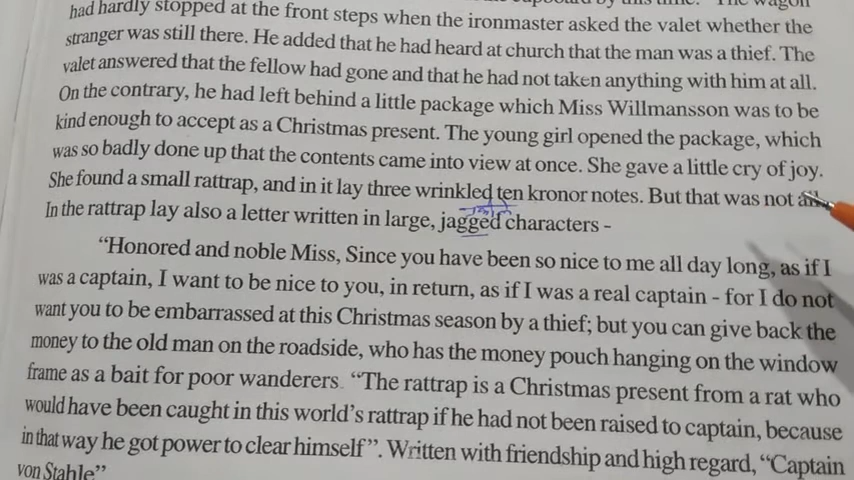 had hardly stopped at the front steps when the ironmaster asked the valet whether the
stranger was still there. He added that he had heard at church that the man was a thief. The
valet answered that the fellow had gone and that he had not taken anything with him at all.
On the contrary, he had left behind a little package which Miss Willmansson was to be
kind enough to accept as a Christmas present. The young girl opened the package, which
was so badly done up that the contents came into view at once. She gave a little cry of joy.
She found a small rattrap, and in it lay three wrinkled ten kronor notes. But that was not all.
In the rattrap lay also a letter written in large, jagged characters -
"Honored and noble Miss, Since you have been so nice to me all day long, as if I
was a captain, I want to be nice to you, in return, as if I was a real captain - for I do not
want you to be embarrassed at this Christmas season by a thief; but you can give back the
money to the old man on the roadside, who has the money pouch hanging on the window
frame as a bait for poor wanderers. "The rattrap is a Christmas present from a rat who
would have been caught in this world's rattrap if he had not been raised to captain, because
in that way he got power to clear himself". Written with friendship and high regard, "Captain
von Stahle"